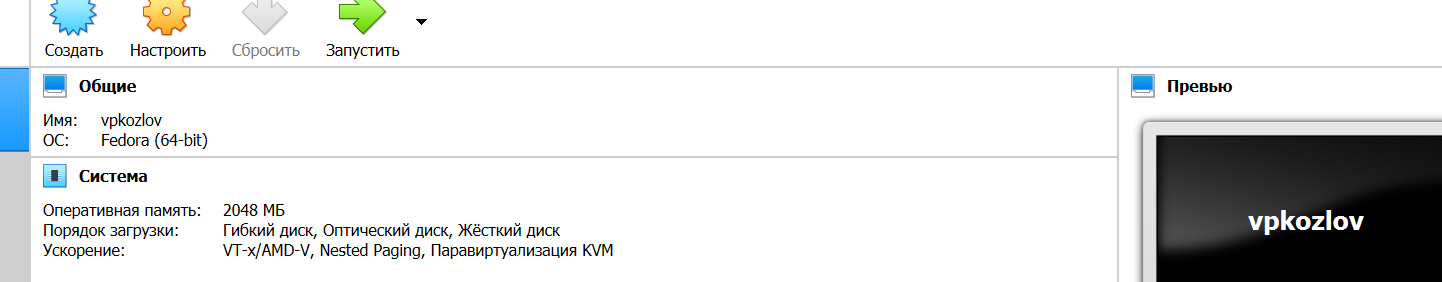 Создать Настроить Сбросить Запустить
Общие
Имя: vpkozlov
ОС: Fedora (64-bit)
Система
Оперативная память: 2048 МБ
Порядок загрузки: Гибкий диск, Оптический диск, Жёсткий диск
Ускорение: VT-x/AMD-V, Nested Paging, Паравиртуализация KVM
Превью
vpkozlov